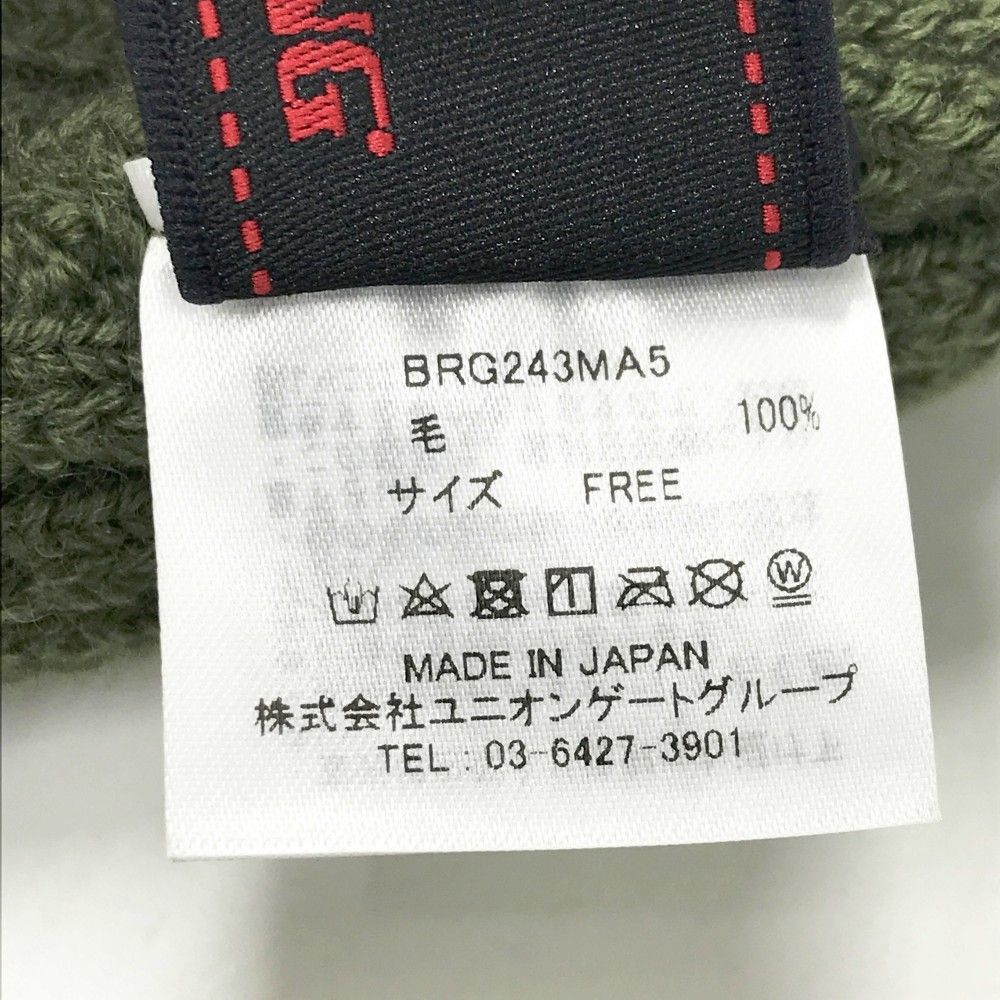 BRG243MA5
毛 100%
サイズ FREE
W
MADE IN JAPAN
株式会社ユニオンゲートグループ
TEL : 03-6427-3901